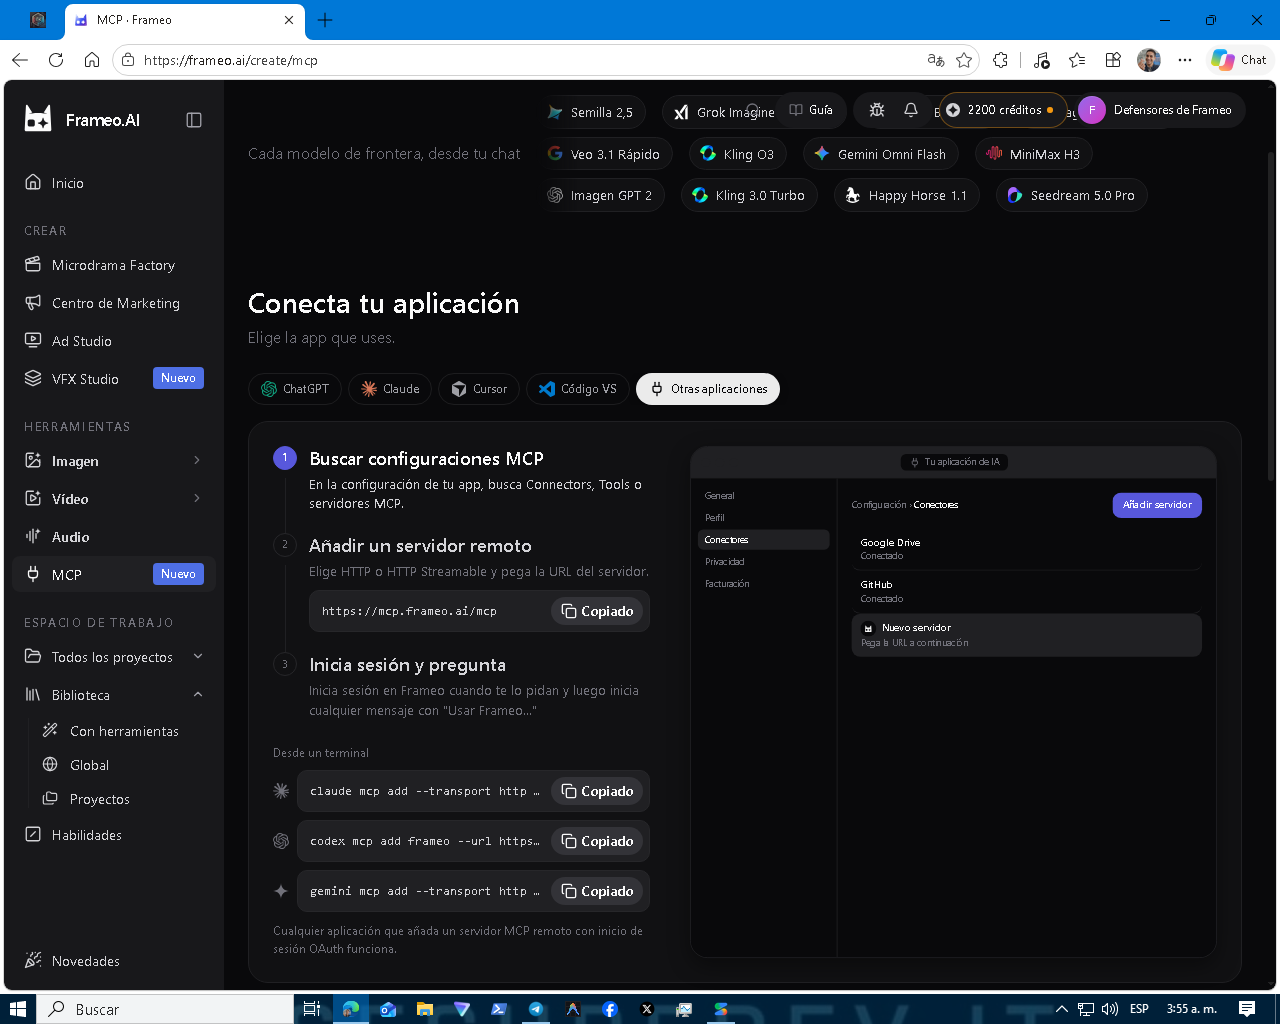 MCP · Frameo
https://frameo.ai/create/mcp
Chat
Frameo.AI
Inicio
CREAR
Microdrama Factory
Centro de Marketing
Ad Studio
VFX Studio
Nuevo
HERRAMIENTAS
Imagen
Vídeo
Audio
MCP
Nuevo
ESPACIO DE TRABAJO
Todos los proyectos
Biblioteca
Con herramientas
Global
Proyectos
Habilidades
Novedades
Semilla 2,5
Grok Imagine
Guía
2200 créditos
F
Defensores de Frameo
Cada modelo de frontera, desde tu chat
Veo 3.1 Rápido
Kling O3
Gemini Omni Flash
MiniMax H3
Imagen GPT 2
Kling 3.0 Turbo
Happy Horse 1.1
Seedream 5.0 Pro
Conecta tu aplicación
Elige la app que uses.
ChatGPT
Claude
Cursor
Código VS
Otras aplicaciones
1
Buscar configuraciones MCP
En la configuración de tu app, busca Connectors, Tools o
servidores MCP.
2
Añadir un servidor remoto
Elige HTTP o HTTP Streamable y pega la URL del servidor.
https://mcp.frameo.ai/mcp
Copiado
3
Inicia sesión y pregunta
Inicia sesión en Frameo cuando te lo pidan y luego inicia
cualquier mensaje con "Usar Frameo..."
Desde un terminal
claude mcp add --transport http …
Copiado
codex mcp add frameo --url https…
Copiado
gemini mcp add --transport http …
Copiado
Cualquier aplicación que añada un servidor MCP remoto con inicio de
sesión OAuth funciona.
Tu aplicación de IA
General
Perfil
Conectores
Privacidad
Facturación
Configuración › Conectores
Añadir servidor
Google Drive
Conectado
GitHub
Conectado
Nuevo servidor
Pega la URL a continuación
Buscar
ESP
3:55 a. m.